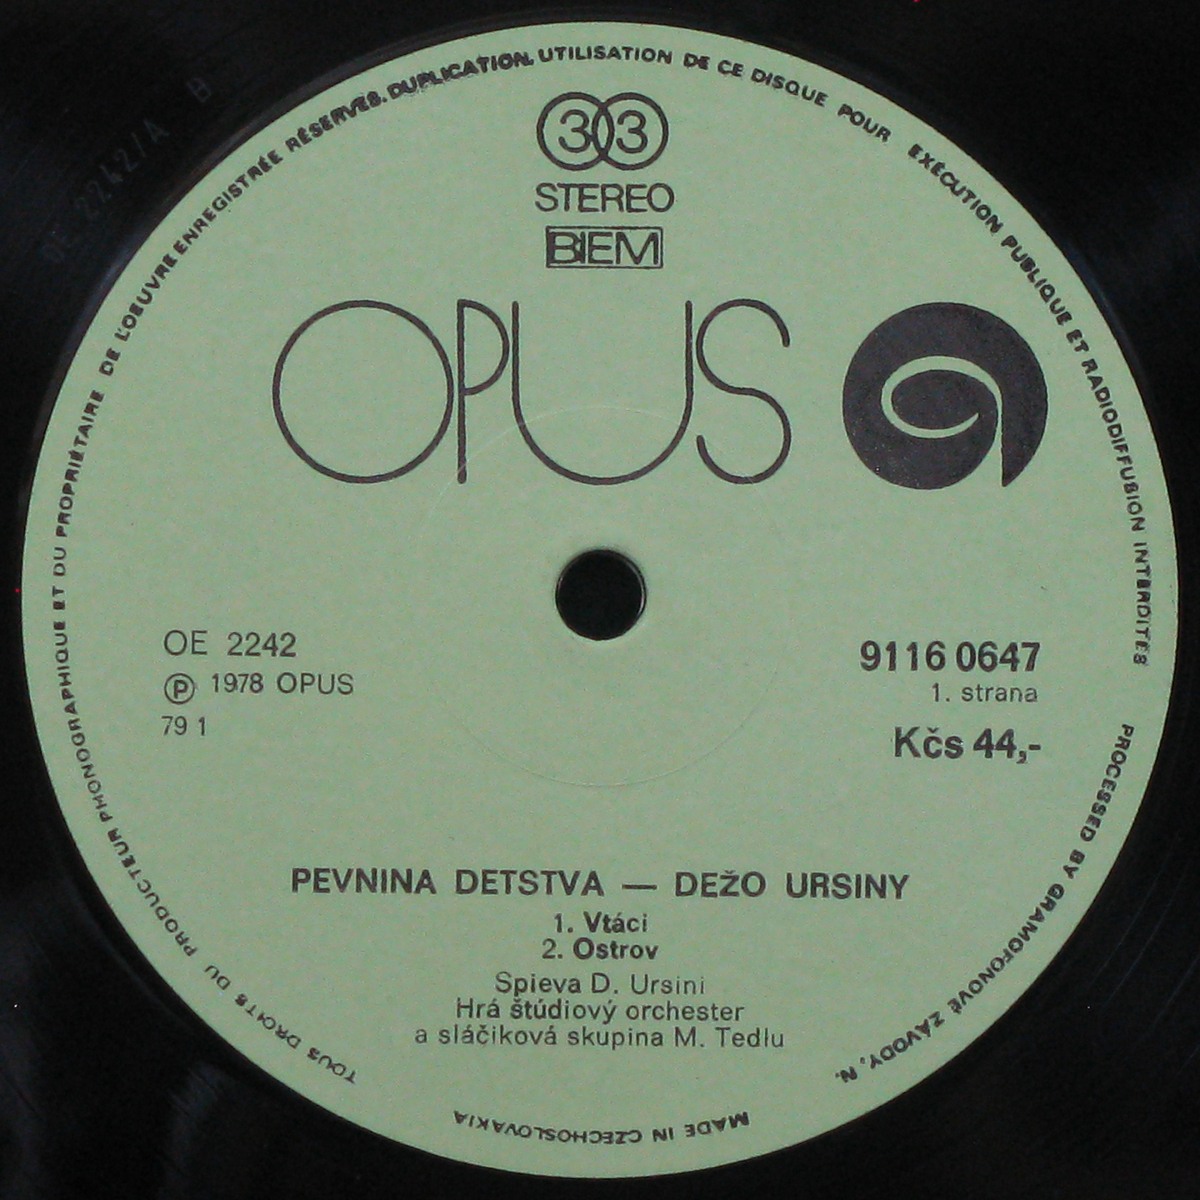 TOUS DROITS DU PRODUCTEUR PHONOGRAPHIQUE ET DU PROPRIÉTAIRE DE L'OEUVRE ENREGISTRÉE RÉSERVES. DUPLICATION, UTILISATION DE CE DISQUE POUR EXÉCUTION PUBLIQUE ET RADIODIFFUSION INTERDITES
33
STEREO
BIEM
OPUS
OE 2242
Ⓟ 1978 OPUS
79 1
9116 0647
1. strana
Kčs 44,-
PEVNINA DETSTVA — DEŽO URSINY
1. Vtáci
2. Ostrov
Spieva D. Ursini
Hrá štúdiový orchester
a sláčiková skupina M. Tedlu
PROCESSED BY GRAMOFONOVÉ ZÁVODY, N.
MADE IN CZECHOSLOVAKIA
OE 2242/A B